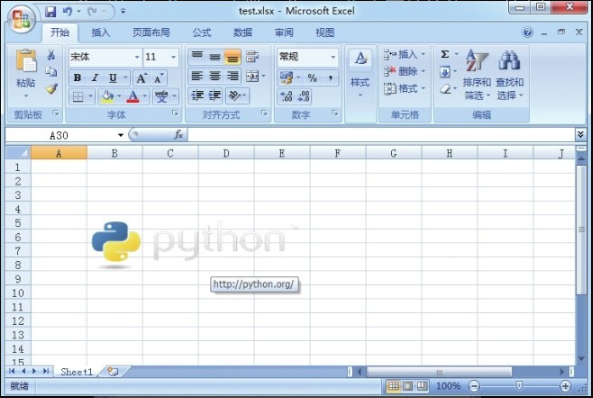 test.xlsx - Microsoft Excel
开始 插入 页面布局 公式 数据 审阅 视图
宋体 11 常规 插入 Σ
粘贴 B I U A A % , 样式 删除 排序和筛选 查找和选择
A 格式
剪贴板 字体 对齐方式 数字 单元格 编辑
A30 fx
A B C D E F G H I J
1
2
3
4
5
6 python™
7
8
9 http://python.org/
10
11
12
13
14
15
Sheet1
就绪 100%